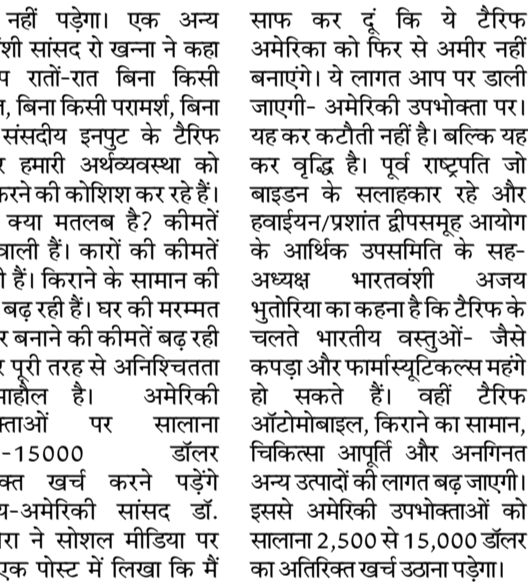 नहीं पड़ेगा। एक अन्य
सांसद रो खन्ना ने कहा
रातों-रात बिना किसी
बिना किसी परामर्श, बिना
संसदीय इनपुट के टैरिफ
हमारी अर्थव्यवस्था को
की कोशिश कर रहे हैं।
क्या मतलब है? कीमतें
हैं। कारों की कीमतें
हैं। किराने के सामान की
बढ़ रही हैं। घर की मरम्मत
बनाने की कीमतें बढ़ रही
पूरी तरह से अनिश्चितता
है। अमेरिकी
पर सालाना
-15000 डॉलर
खर्च करने पड़ेंगे
-अमेरिकी सांसद डॉ.
ने सोशल मीडिया पर
एक पोस्ट में लिखा कि मैं
साफ कर दूं कि ये टैरिफ
अमेरिका को फिर से अमीर नहीं
बनाएंगे। ये लागत आप पर डाली
जाएगी- अमेरिकी उपभोक्ता पर।
यह कर कटौती नहीं है। बल्कि यह
कर वृद्धि है। पूर्व राष्ट्रपति जो
बाइडन के सलाहकार रहे और
हवाईयन/प्रशांत द्वीपसमूह आयोग
के आर्थिक उपसमिति के सह-
अध्यक्ष भारतवंशी अजय
भुतोरिया का कहना है कि टैरिफ के
चलते भारतीय वस्तुओं- जैसे
कपड़ा और फार्मास्यूटिकल्स महंगे
हो सकते हैं। वहीं टैरिफ
ऑटोमोबाइल, किराने का सामान,
चिकित्सा आपूर्ति और अनगिनत
अन्य उत्पादों की लागत बढ़ जाएगी।
इससे अमेरिकी उपभोक्ताओं को
सालाना 2,500 से 15,000 डॉलर
का अतिरिक्त खर्च उठाना पड़ेगा।